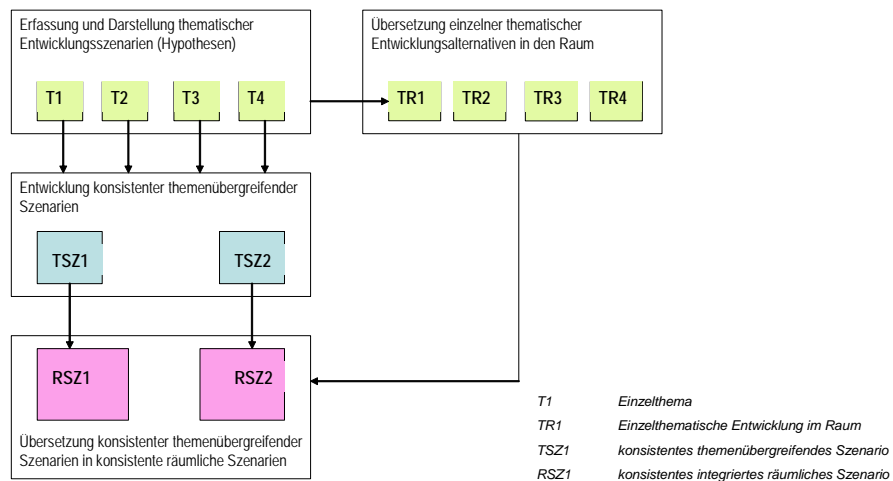 Erfassung und Darstellung thematischer
Entwicklungsszenarien (Hypothesen)
T1 T2 T3 T4
Übersetzung einzelner thematischer
Entwicklungsalternativen in den Raum
TR1 TR2 TR3 TR4
Entwicklung konsistenter themenübergreifender
Szenarien
TSZ1 TSZ2
RSZ1 RSZ2
Übersetzung konsistenter themenübergreifender
Szenarien in konsistente räumliche Szenarien
T1 Einzelthema
TR1 Einzelthematische Entwicklung im Raum
TSZ1 konsistentes themenübergreifendes Szenario
RSZ1 konsistentes integriertes räumliches Szenario